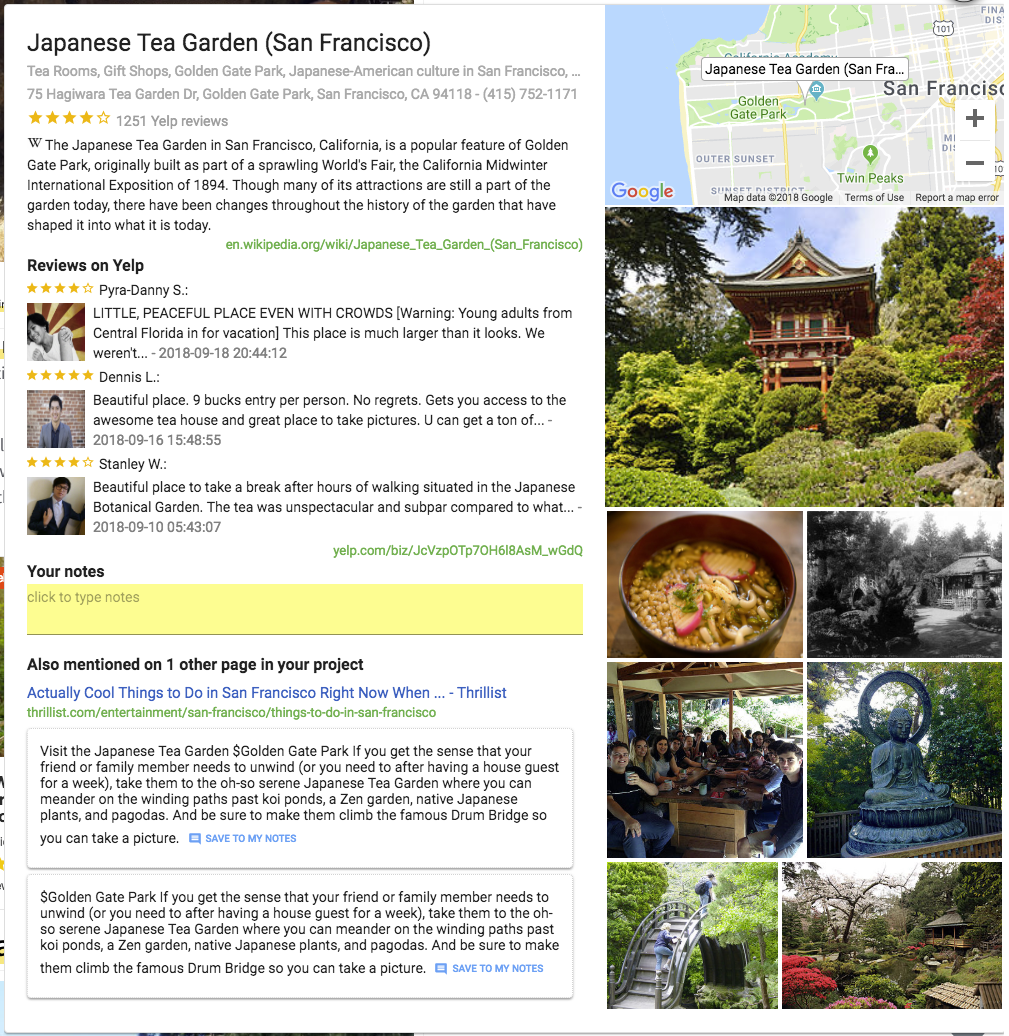 Japanese Tea Garden (San Francisco)
Tea Rooms, Gift Shops, Golden Gate Park, Japanese-American culture in San Francisco, ...
75 Hagiwara Tea Garden Dr, Golden Gate Park, San Francisco, CA 94118 - (415) 752-1171
1251 Yelp reviews
W The Japanese Tea Garden in San Francisco, California, is a popular feature of Golden
Gate Park, originally built as part of a sprawling World's Fair, the California Midwinter
International Exposition of 1894. Though many of its attractions are still a part of the
garden today, there have been changes throughout the history of the garden that have
shaped it into what it is today.
en.wikipedia.org/wiki/Japanese_Tea_Garden_(San_Francisco)
Reviews on Yelp
Pyra-Danny S.:
LITTLE, PEACEFUL PLACE EVEN WITH CROWDS [Warning: Young adults from
Central Florida in for vacation] This place is much larger than it looks. We
weren't... - 2018-09-18 20:44:12
Dennis L.:
Beautiful place. 9 bucks entry per person. No regrets. Gets you access to the
awesome tea house and great place to take pictures. U can get a ton of... -
2018-09-16 15:48:55
Stanley W.:
Beautiful place to take a break after hours of walking situated in the Japanese
Botanical Garden. The tea was unspectacular and subpar compared to what... -
2018-09-10 05:43:07
yelp.com/biz/JcVzpOTp7OH6l8AsM_wGdQ
Your notes
click to type notes
Also mentioned on 1 other page in your project
Actually Cool Things to Do in San Francisco Right Now When ... - Thrillist
thrillist.com/entertainment/san-francisco/things-to-do-in-san-francisco
Visit the Japanese Tea Garden $Golden Gate Park If you get the sense that your
friend or family member needs to unwind (or you need to after having a house guest
for a week), take them to the oh-so serene Japanese Tea Garden where you can
meander on the winding paths past koi ponds, a Zen garden, native Japanese
plants, and pagodas. And be sure to make them climb the famous Drum Bridge so
you can take a picture. SAVE TO MY NOTES
$Golden Gate Park If you get the sense that your friend or family member needs to
unwind (or you need to after having a house guest for a week), take them to the oh-
so serene Japanese Tea Garden where you can meander on the winding paths past
koi ponds, a Zen garden, native Japanese plants, and pagodas. And be sure to make
them climb the famous Drum Bridge so you can take a picture. SAVE TO MY NOTES
FINA
DIS
101
California Academy
Japanese Tea Garden (San Fra...
San Francisc
Golden
Gate Park
OUTER SUNSET
Twin Peaks
SUNSET DISTRICT
Google
Map data ©2018 Google Terms of Use Report a map error